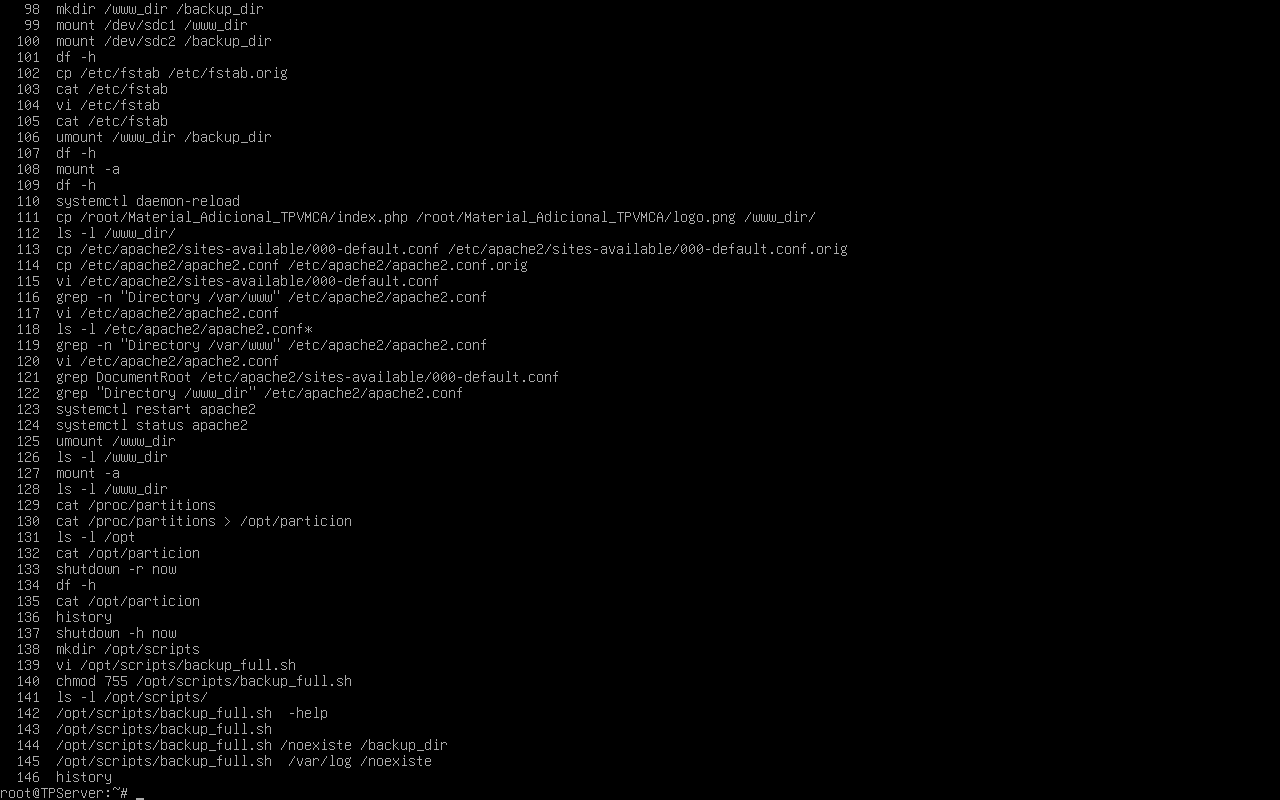 98  mkdir /www_dir /backup_dir
99  mount /dev/sdc1 /www_dir
100  mount /dev/sdc2 /backup_dir
101  df -h
102  cp /etc/fstab /etc/fstab.orig
103  cat /etc/fstab
104  vi /etc/fstab
105  cat /etc/fstab
106  umount /www_dir /backup_dir
107  df -h
108  mount -a
109  df -h
110  systemctl daemon-reload
111  cp /root/Material_Adicional_TPVMCA/index.php /root/Material_Adicional_TPVMCA/logo.png /www_dir/
112  ls -l /www_dir/
113  cp /etc/apache2/sites-available/000-default.conf /etc/apache2/sites-available/000-default.conf.orig
114  cp /etc/apache2/apache2.conf /etc/apache2/apache2.conf.orig
115  vi /etc/apache2/sites-available/000-default.conf
116  grep -n "Directory /var/www" /etc/apache2/apache2.conf
117  vi /etc/apache2/apache2.conf
118  ls -l /etc/apache2/apache2.conf*
119  grep -n "Directory /var/www" /etc/apache2/apache2.conf
120  vi /etc/apache2/apache2.conf
121  grep DocumentRoot /etc/apache2/sites-available/000-default.conf
122  grep "Directory /www_dir" /etc/apache2/apache2.conf
123  systemctl restart apache2
124  systemctl status apache2
125  umount /www_dir
126  ls -l /www_dir
127  mount -a
128  ls -l /www_dir
129  cat /proc/partitions
130  cat /proc/partitions > /opt/particion
131  ls -l /opt
132  cat /opt/particion
133  shutdown -r now
134  df -h
135  cat /opt/particion
136  history
137  shutdown -h now
138  mkdir /opt/scripts
139  vi /opt/scripts/backup_full.sh
140  chmod 755 /opt/scripts/backup_full.sh
141  ls -l /opt/scripts/
142  /opt/scripts/backup_full.sh  -help
143  /opt/scripts/backup_full.sh
144  /opt/scripts/backup_full.sh /noexiste /backup_dir
145  /opt/scripts/backup_full.sh  /var/log /noexiste
146  history
root@TPServer:~# _